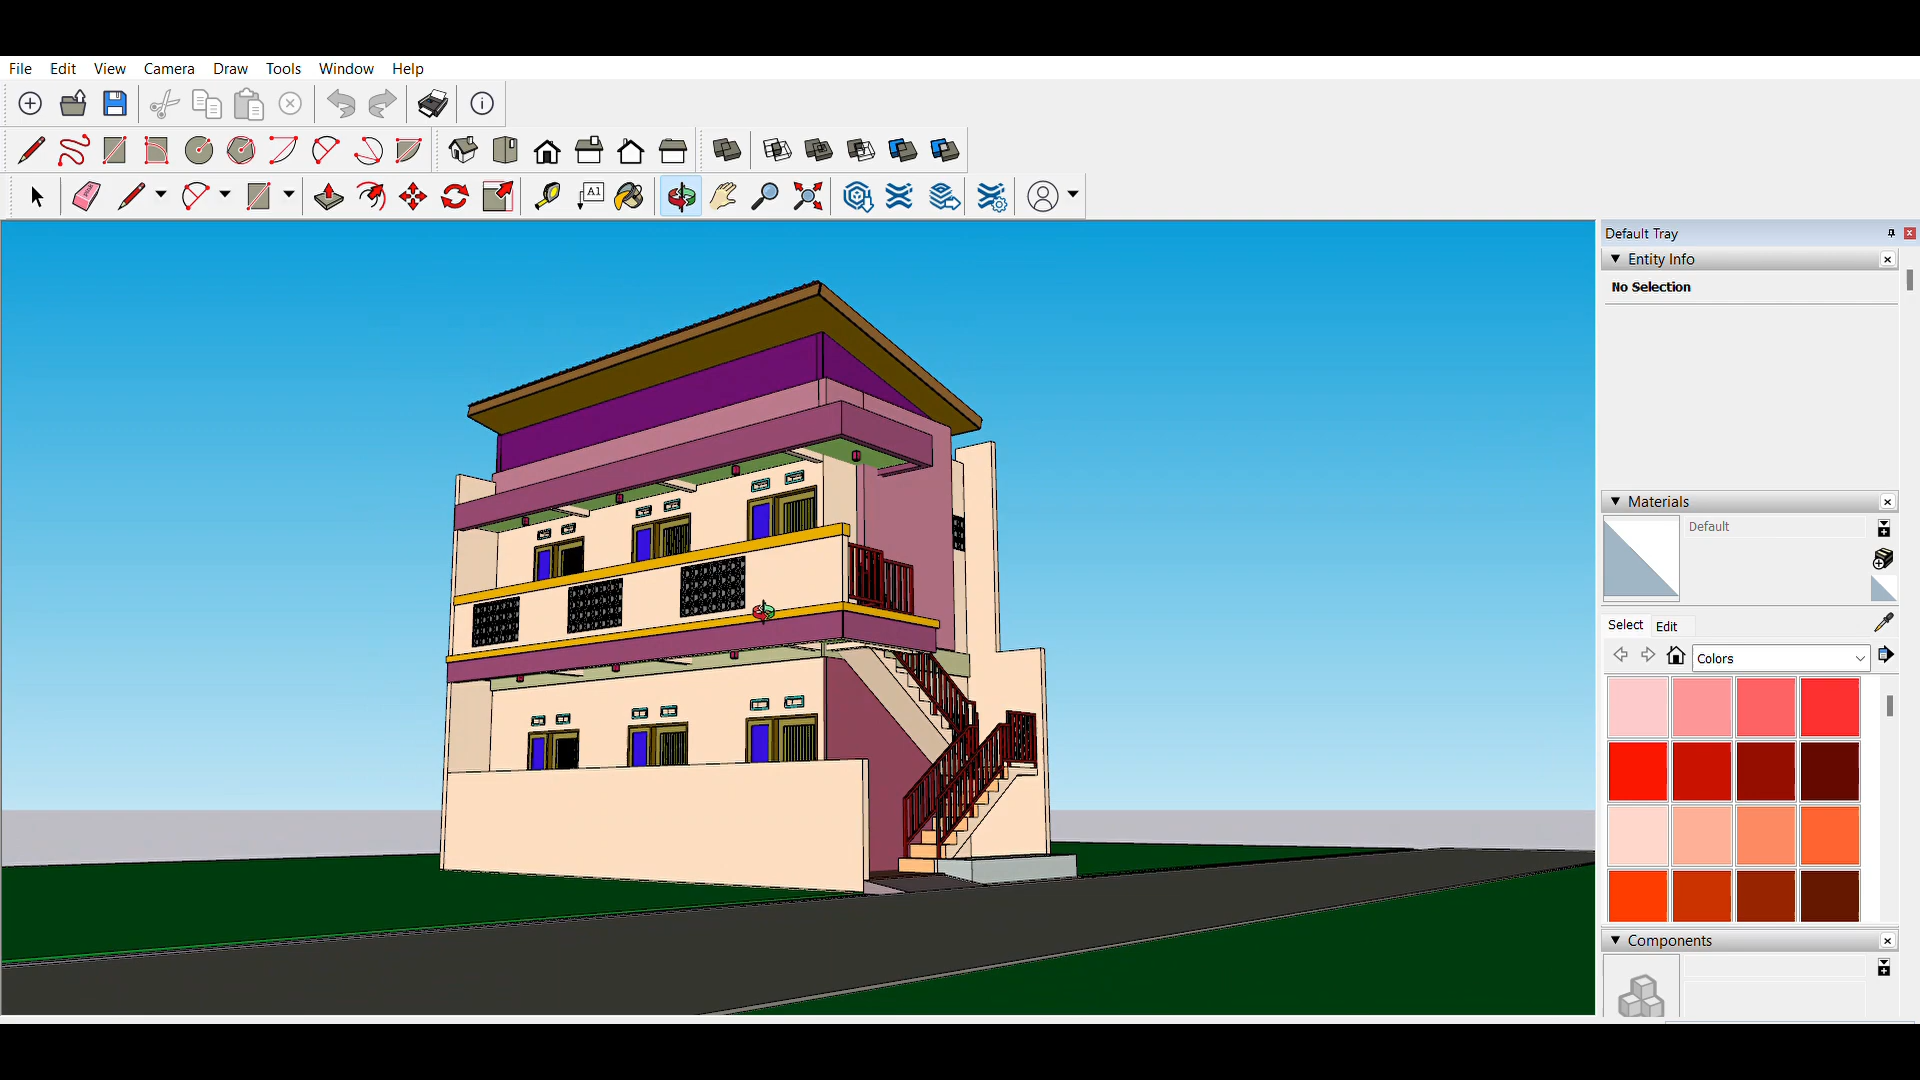 File Edit View Camera Draw Tools Window Help
A1
Default Tray
Entity Info
No Selection
Materials
Default
Select Edit
Colors
Components